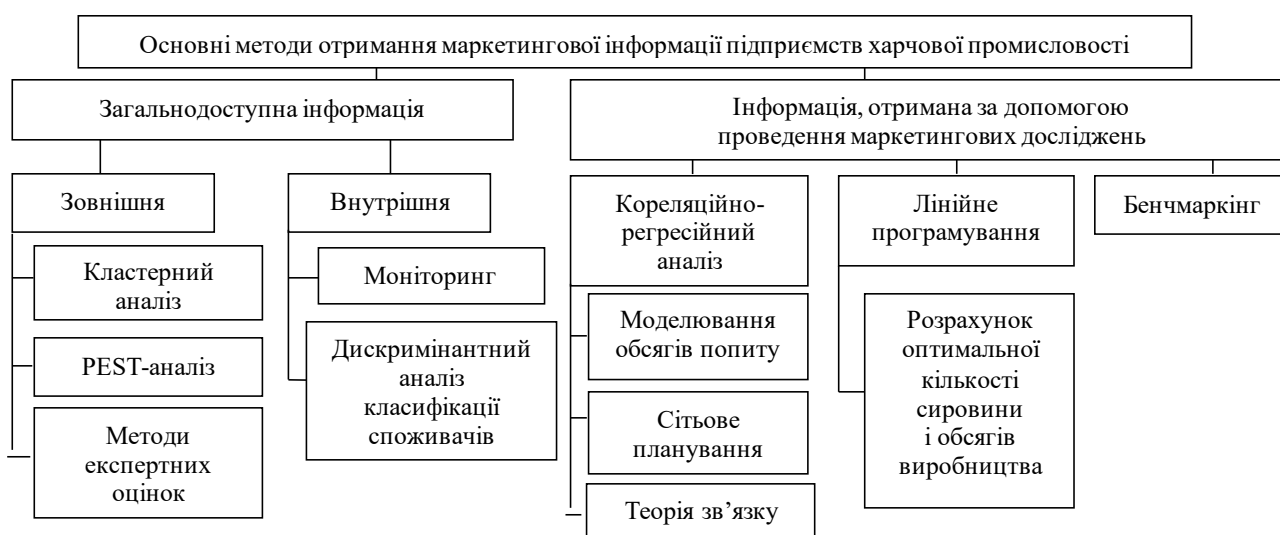 Основні методи отримання маркетингової інформації підприємств харчової промисловості
Загальнодоступна інформація
Інформація, отримана за допомогою
проведення маркетингових досліджень
Зовнішня
Кластерний
аналіз
PEST-аналіз
Методи
експертних
оцінок
Внутрішня
Моніторинг
Дискримінантний
аналіз
класифікації
споживачів
Кореляційно-
регресійний
аналіз
Моделювання
обсягів попиту
Сітьове
планування
Теорія зв’язку
Лінійне
програмування
Розрахунок
оптимальної
кількості
сировини
і обсягів
виробництва
Бенчмаркінг